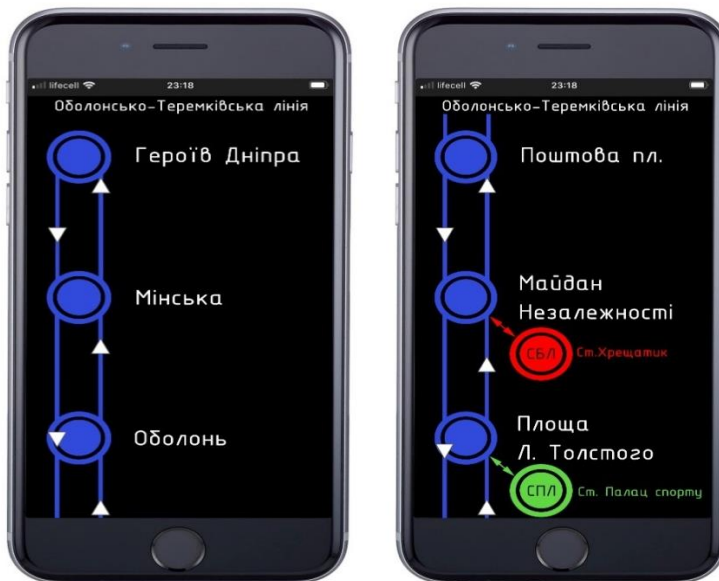 lifecell
23:18
Оболонсько-Теремківська лінія
Героїв Дніпра
Мінська
Оболонь
lifecell
23:18
Оболонсько-Теремківська лінія
Поштова пл.
Майдан
Незалежності
СБЛ
Ст.Хрещатик
Площа
Л. Толстого
СПЛ
Ст. Палац спорту